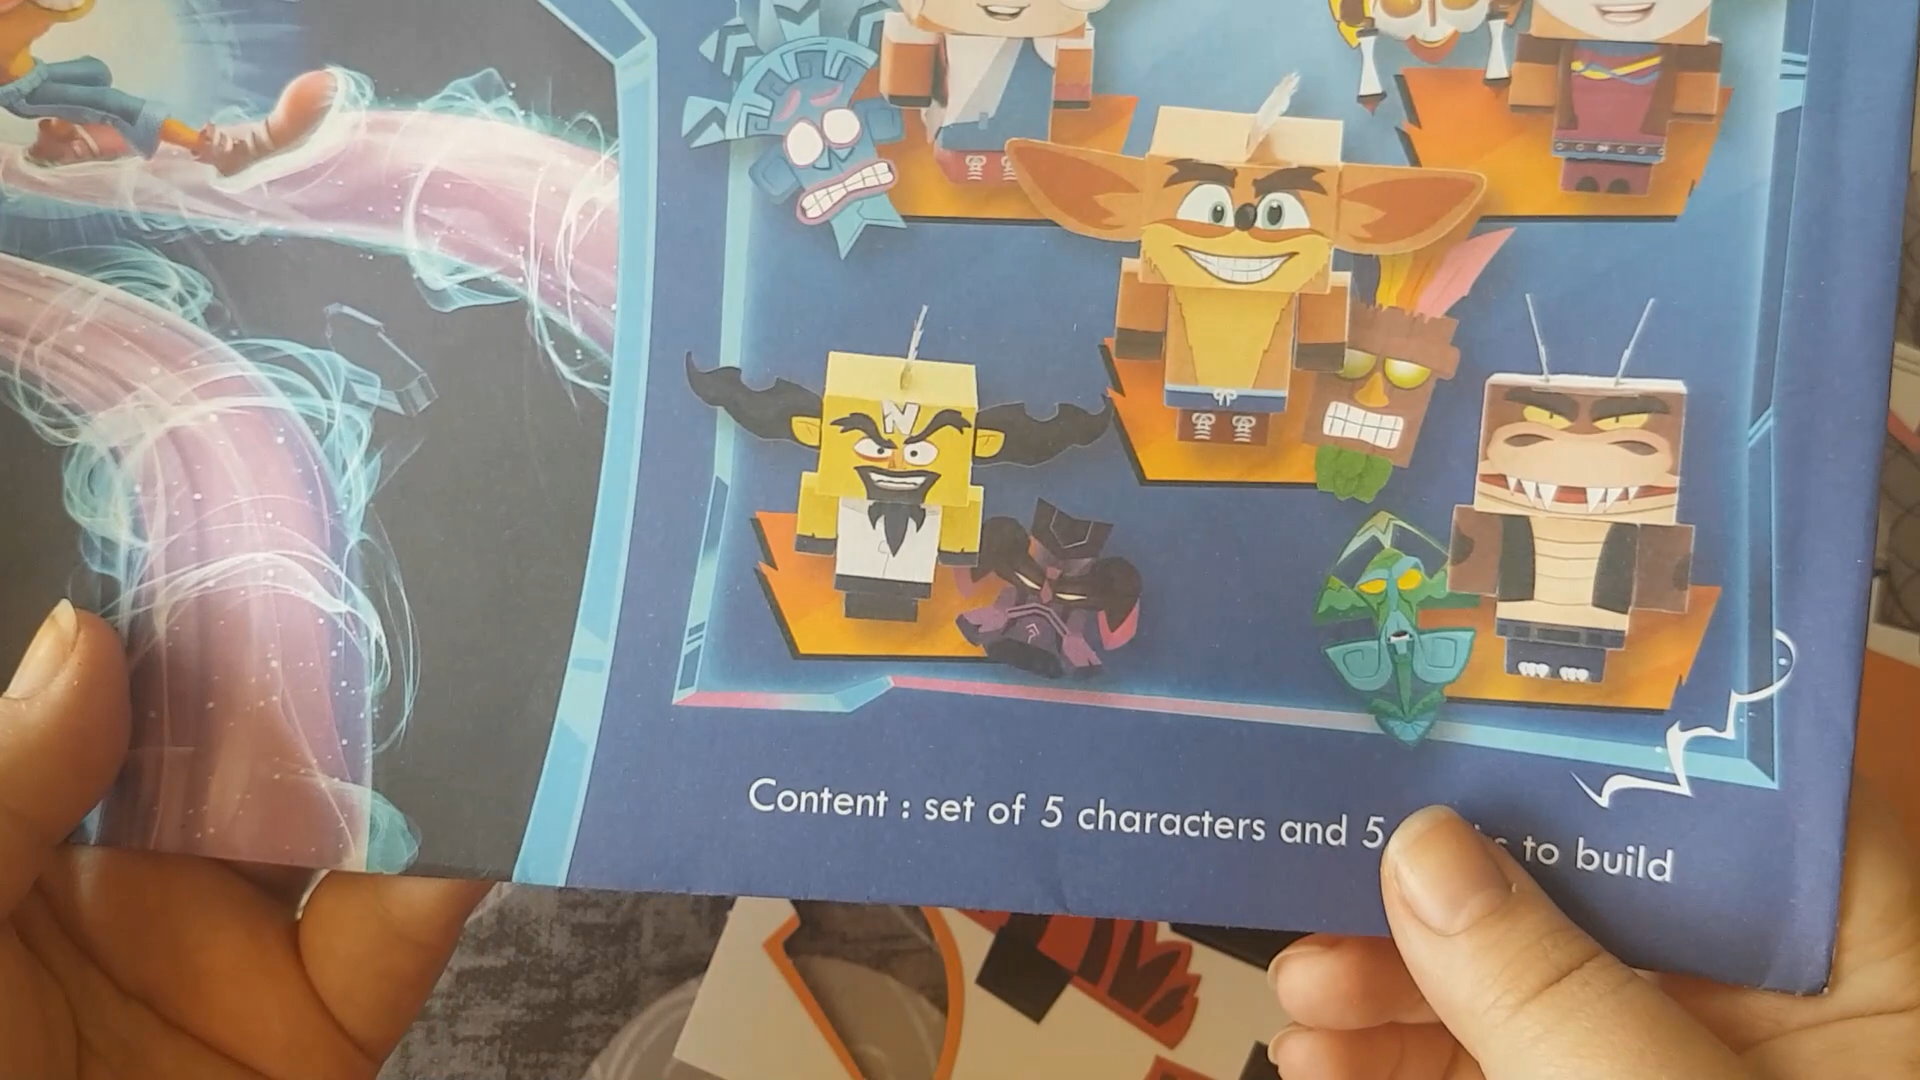 N
Content : set of 5 characters and 5 to build